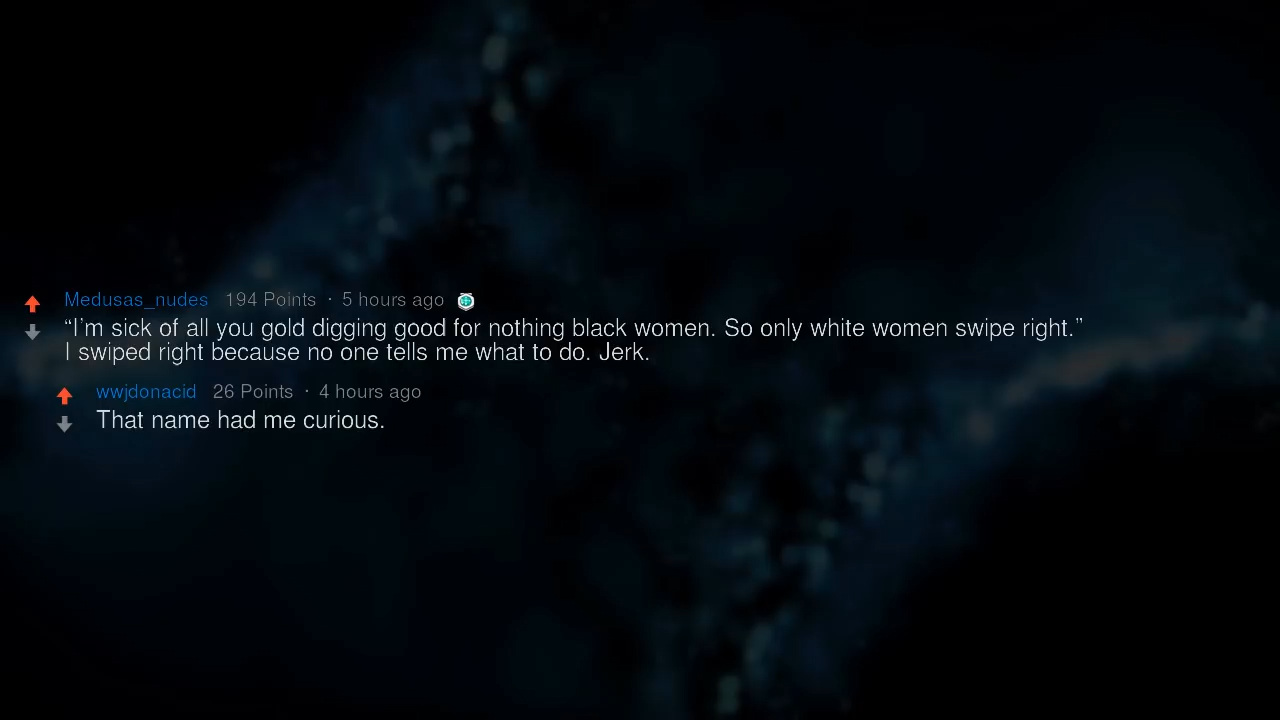 Medusas_nudes 194 Points · 5 hours ago
“I’m sick of all you gold digging good for nothing black women. So only white women swipe right.”
I swiped right because no one tells me what to do. Jerk.
wwjdonacid 26 Points · 4 hours ago
That name had me curious.